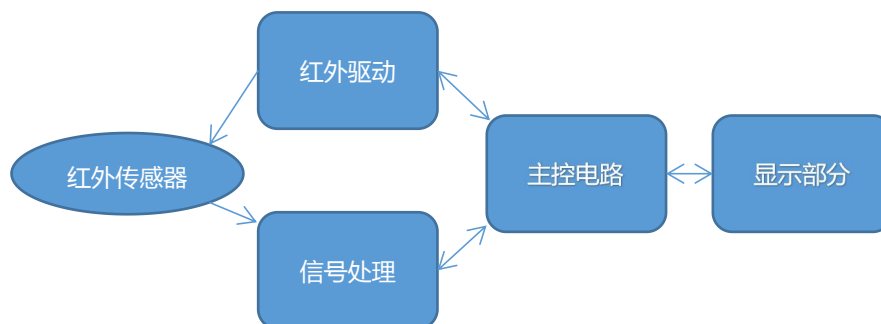 红外驱动
红外传感器
主控电路
显示部分
信号处理